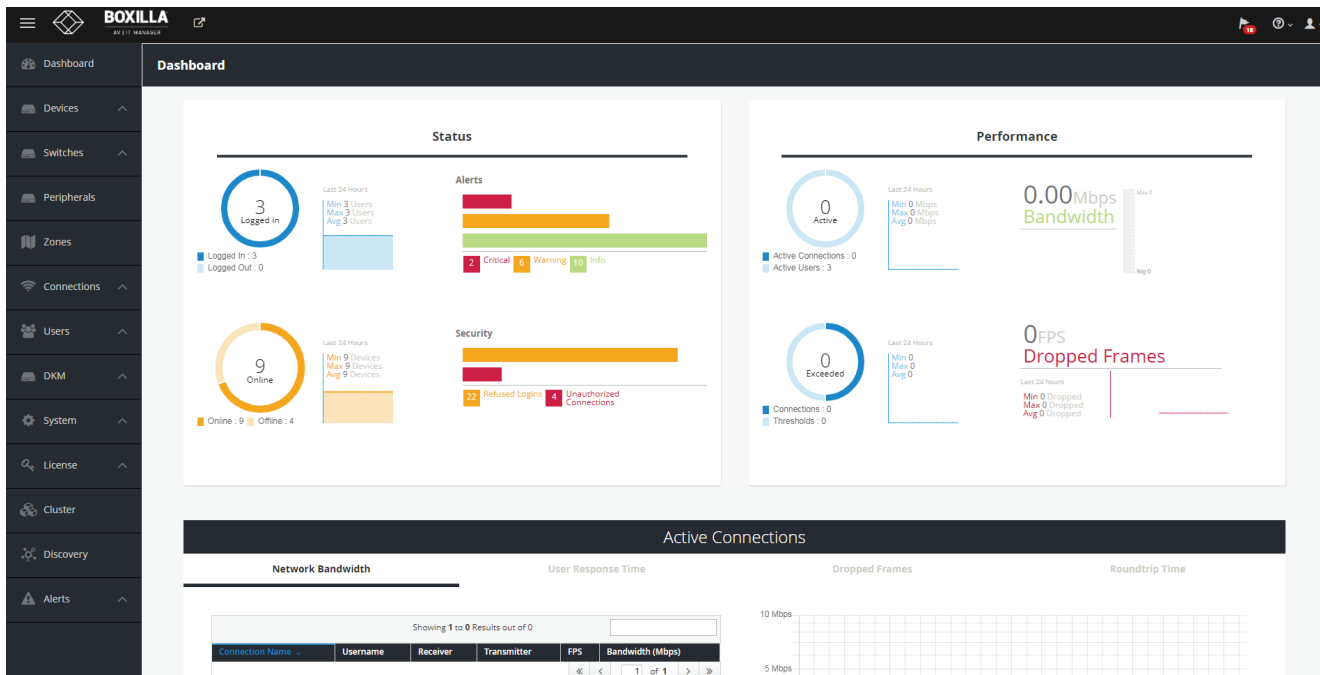 BOXILLA
AV | IT MANAGER
18
Dashboard
Devices
Switches
Peripherals
Zones
Connections
Users
DKM
System
License
Cluster
Discovery
Alerts
Dashboard
Status
3
Logged in
Logged In : 3
Logged Out : 0
Last 24 Hours
Min 3 Users
Max 3 Users
Avg 3 Users
Alerts
2 Critical 6 Warning 10 Info
9
Online
Online : 9 Offline : 4
Last 24 Hours
Min 9 Devices
Max 9 Devices
Avg 9 Devices
Security
22 Refused Logins 4 Unauthorized
Connections
Performance
0
Active
Active Connections : 0
Active Users : 3
Last 24 Hours
Min 0 Mbps
Max 0 Mbps
Avg 0 Mbps
0.00Mbps
Bandwidth
Max 0
Avg 0
0
Exceeded
Connections : 0
Thresholds : 0
Last 24 Hours
Min 0
Max 0
Avg 0
0FPS
Dropped Frames
Last 24 hours
Min 0 Dropped
Max 0 Dropped
Avg 0 Dropped
Active Connections
Network Bandwidth User Response Time Dropped Frames Roundtrip Time
Showing 1 to 0 Results out of 0
Connection Name Username Receiver Transmitter FPS Bandwidth (Mbps)
« < 1 of 1 > »
10 Mbps
5 Mbps